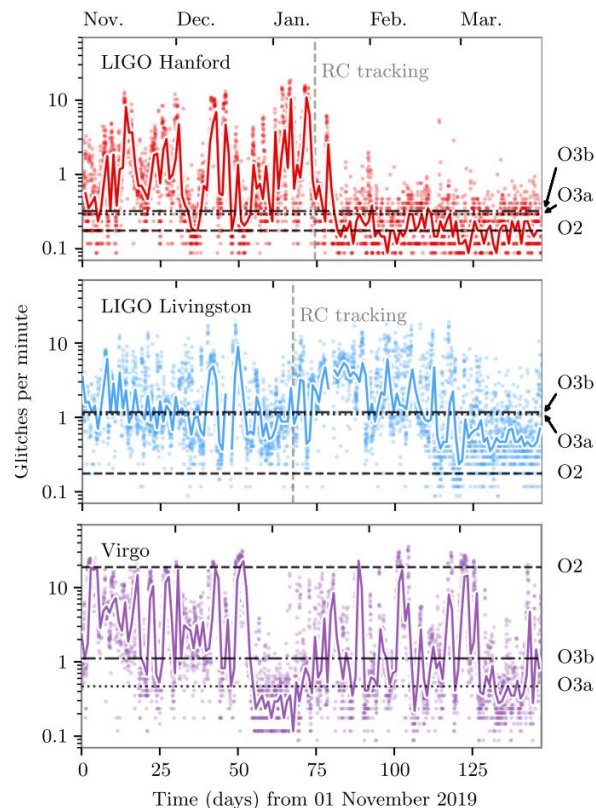 Nov. Dec. Jan. Feb. Mar.
LIGO Hanford
RC tracking
10
1
0.1
O3b
O3a
O2
LIGO Livingston
RC tracking
10
1
0.1
O3b
O3a
O2
Glitches per minute
Virgo
10
1
0.1
O2
O3b
O3a
0 25 50 75 100 125
Time (days) from 01 November 2019